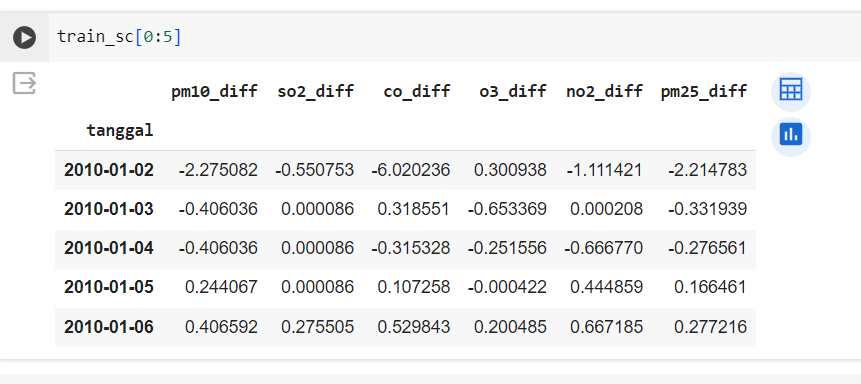 train_sc[0:5]
pm10_diff so2_diff co_diff o3_diff no2_diff pm25_diff
tanggal
2010-01-02 -2.275082 -0.550753 -6.020236 0.300938 -1.111421 -2.214783
2010-01-03 -0.406036 0.000086 0.318551 -0.653369 0.000208 -0.331939
2010-01-04 -0.406036 0.000086 -0.315328 -0.251556 -0.666770 -0.276561
2010-01-05 0.244067 0.000086 0.107258 -0.000422 0.444859 0.166461
2010-01-06 0.406592 0.275505 0.529843 0.200485 0.667185 0.277216